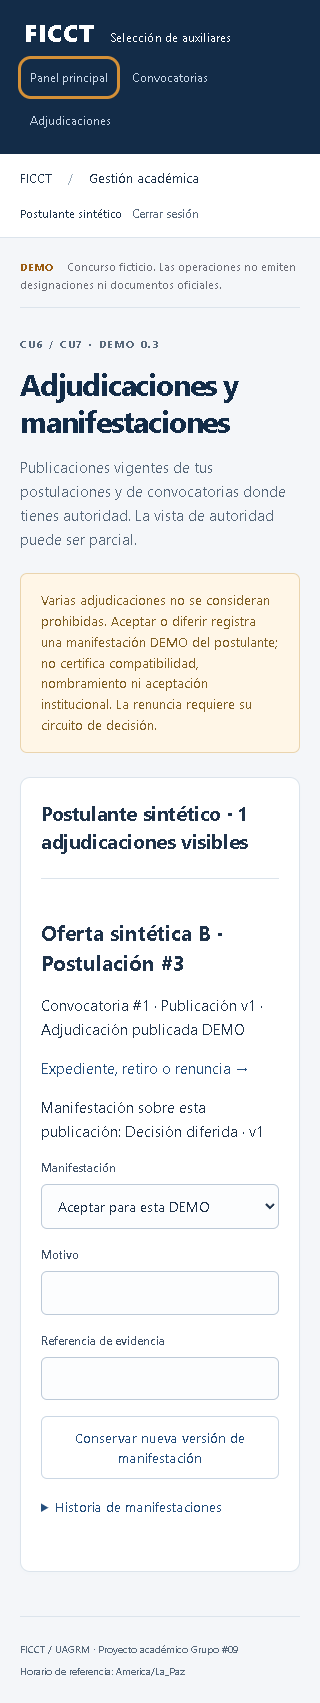 FICCT Selección de auxiliares
Panel principal Convocatorias
Adjudicaciones
FICCT / Gestión académica
Postulante sintético Cerrar sesión
DEMO Concurso ficticio. Las operaciones no emiten
designaciones ni documentos oficiales.
CU6 / CU7 · DEMO 0.3
Adjudicaciones y
manifestaciones
Publicaciones vigentes de tus
postulaciones y de convocatorias donde
tienes autoridad. La vista de autoridad
puede ser parcial.
Varias adjudicaciones no se consideran
prohibidas. Aceptar o diferir registra
una manifestación DEMO del postulante;
no certifica compatibilidad,
nombramiento ni aceptación
institucional. La renuncia requiere su
circuito de decisión.
Postulante sintético · 1
adjudicaciones visibles
Oferta sintética B ·
Postulación #3
Convocatoria #1 · Publicación v1 ·
Adjudicación publicada DEMO
Expediente, retiro o renuncia →
Manifestación sobre esta
publicación: Decisión diferida · v1
Manifestación
Aceptar para esta DEMO
Motivo
Referencia de evidencia
Conservar nueva versión de
manifestación
▶ Historia de manifestaciones
FICCT / UAGRM · Proyecto académico Grupo #09
Horario de referencia: America/La_Paz